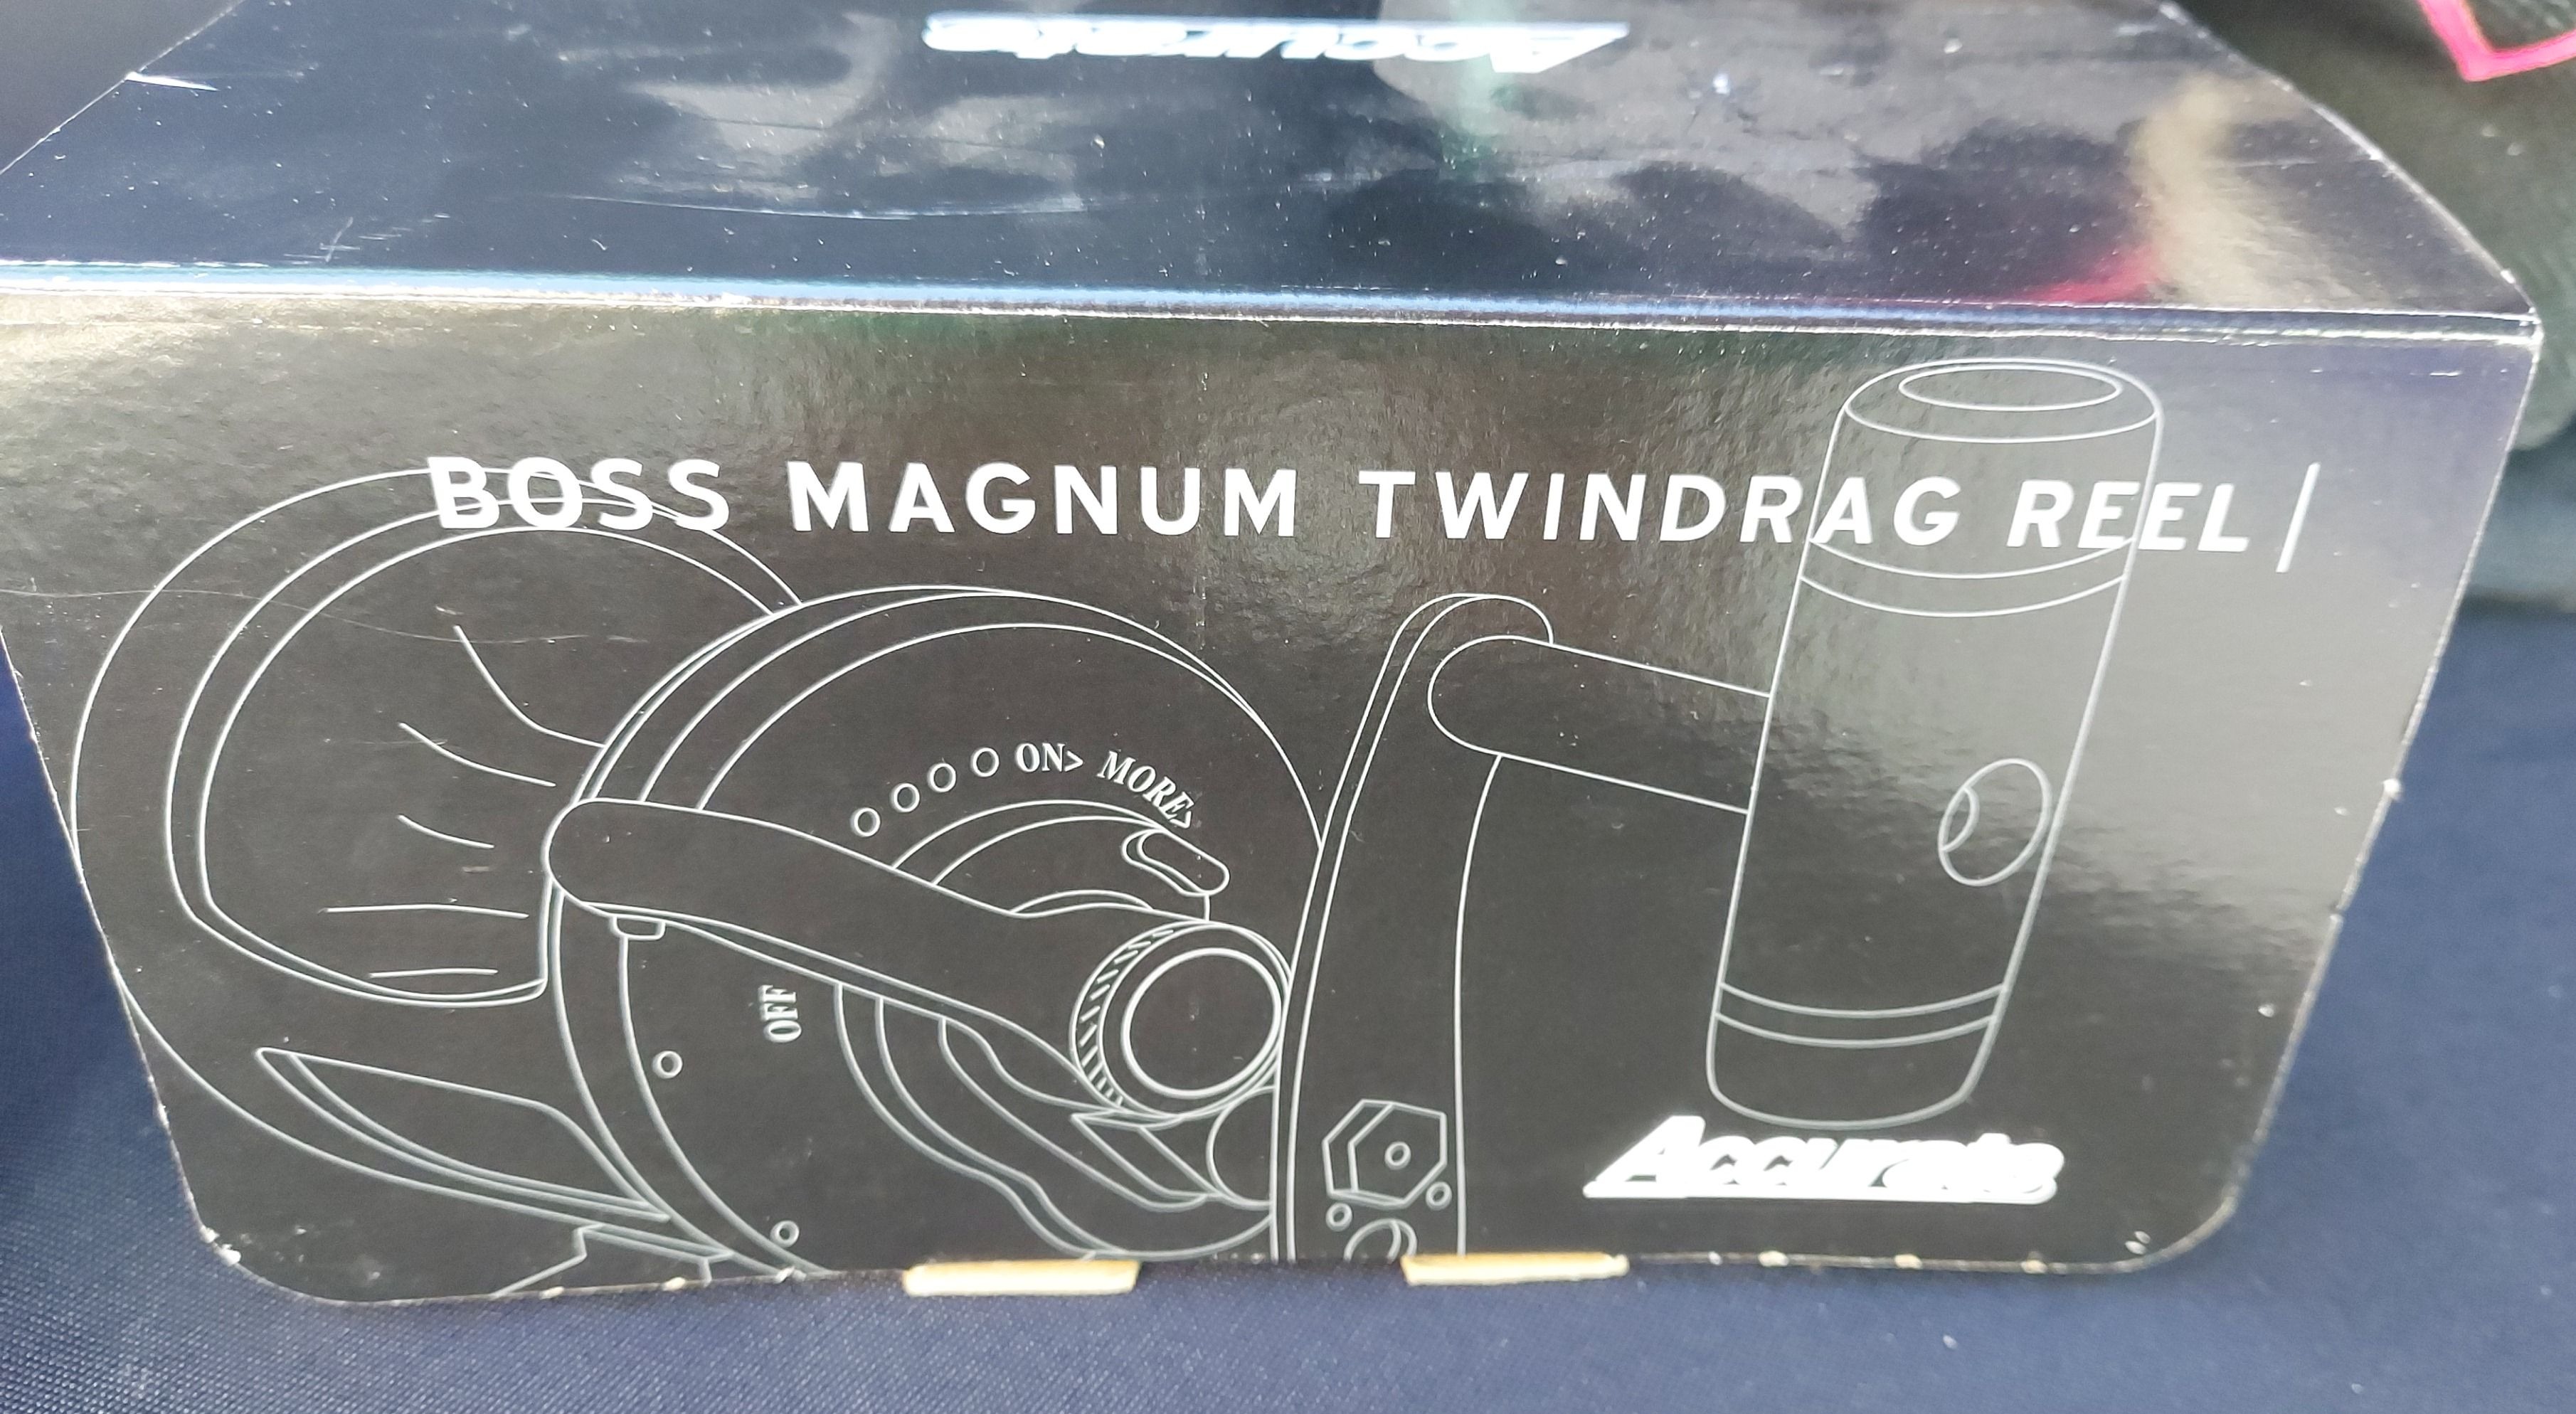 Accurate
BOSS MAGNUM TWINDRAG REEL |
ON> MORE>
OFF
Accurate